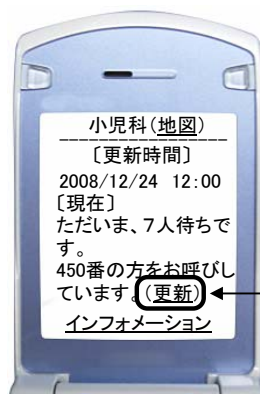 小児科(地図)
〔更新時間〕
2008/12/24 12:00
〔現在〕
ただいま、7人待ちで
す。
450番の方をお呼びし
ています。(更新)
インフォメーション